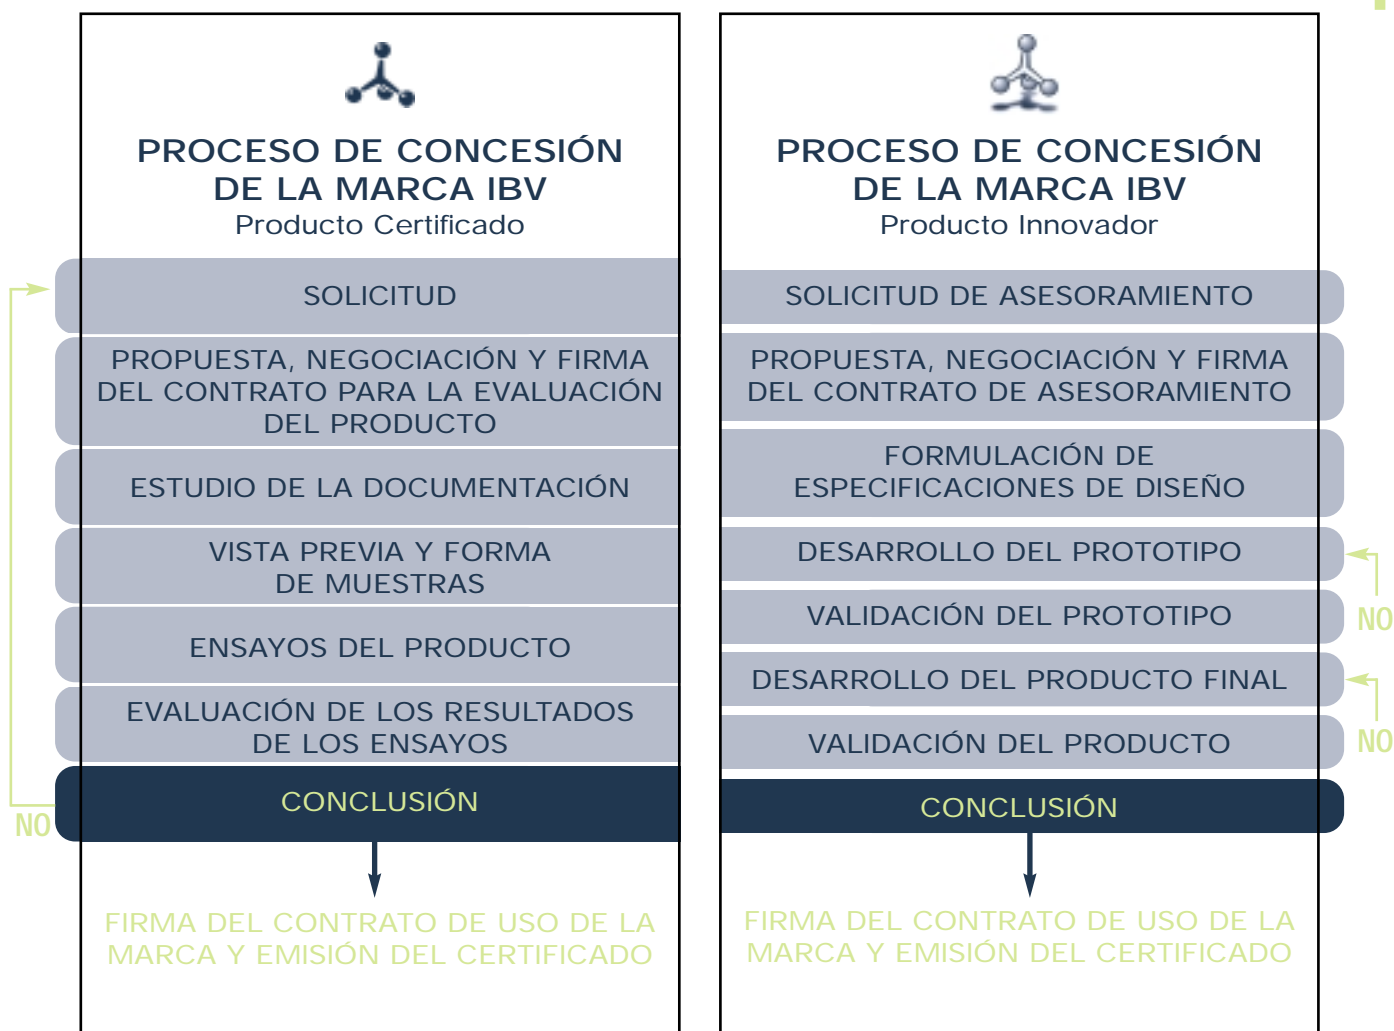 PROCESO DE CONCESIÓN
DE LA MARCA IBV
Producto Certificado
SOLICITUD
PROPUESTA, NEGOCIACIÓN Y FIRMA
DEL CONTRATO PARA LA EVALUACIÓN
DEL PRODUCTO
ESTUDIO DE LA DOCUMENTACIÓN
VISTA PREVIA Y FORMA
DE MUESTRAS
ENSAYOS DEL PRODUCTO
EVALUACIÓN DE LOS RESULTADOS
DE LOS ENSAYOS
CONCLUSIÓN
NO
FIRMA DEL CONTRATO DE USO DE LA
MARCA Y EMISIÓN DEL CERTIFICADO
PROCESO DE CONCESIÓN
DE LA MARCA IBV
Producto Innovador
SOLICITUD DE ASESORAMIENTO
PROPUESTA, NEGOCIACIÓN Y FIRMA
DEL CONTRATO DE ASESORAMIENTO
FORMULACIÓN DE
ESPECIFICACIONES DE DISEÑO
DESARROLLO DEL PROTOTIPO
VALIDACIÓN DEL PROTOTIPO
NO
DESARROLLO DEL PRODUCTO FINAL
VALIDACIÓN DEL PRODUCTO
NO
CONCLUSIÓN
FIRMA DEL CONTRATO DE USO DE LA
MARCA Y EMISIÓN DEL CERTIFICADO